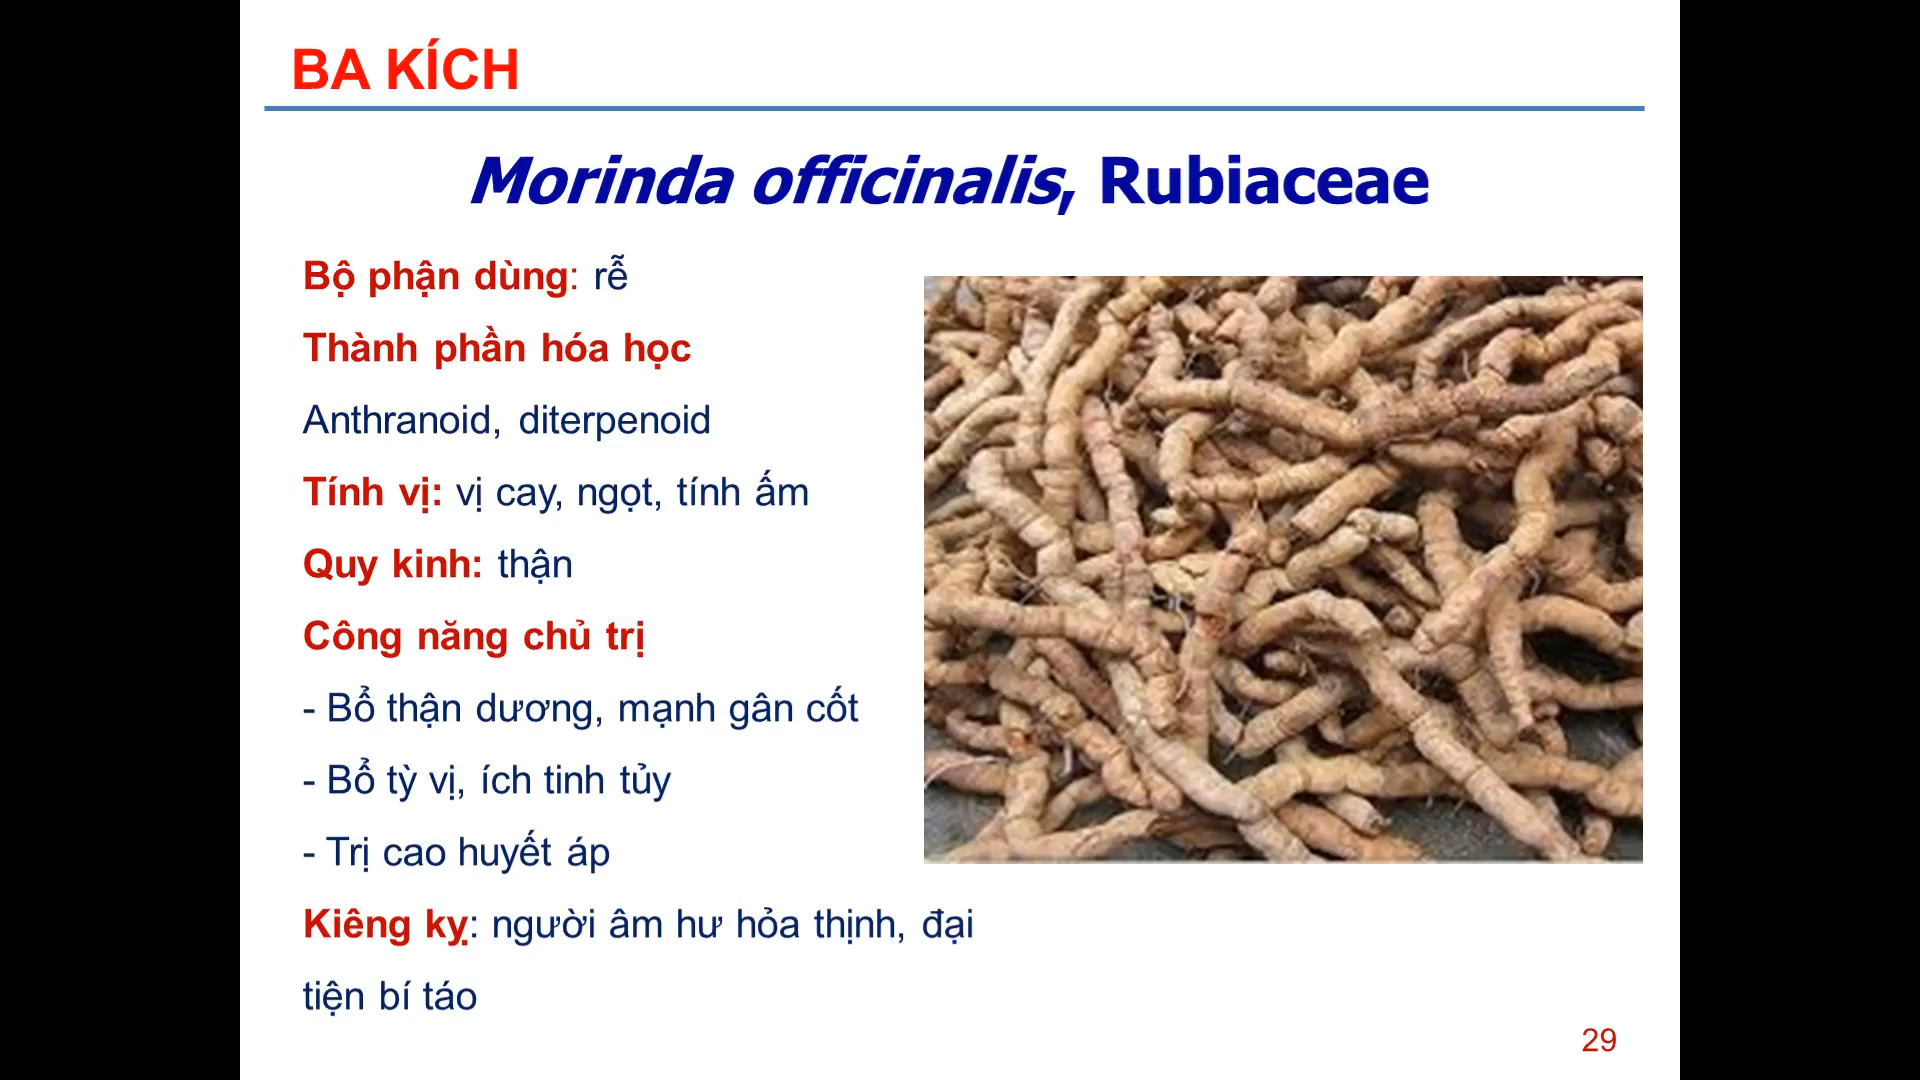 BA KÍCH
Morinda officinalis, Rubiaceae
Bộ phận dùng: rễ
Thành phần hóa học
Anthranoid, diterpenoid
Tính vị: vị cay, ngọt, tính ấm
Quy kinh: thận
Công năng chủ trị
- Bổ thận dương, mạnh gân cốt
- Bổ tỳ vị, ích tinh tủy
- Trị cao huyết áp
Kiêng kỵ: người âm hư hỏa thịnh, đại
tiện bí táo
29